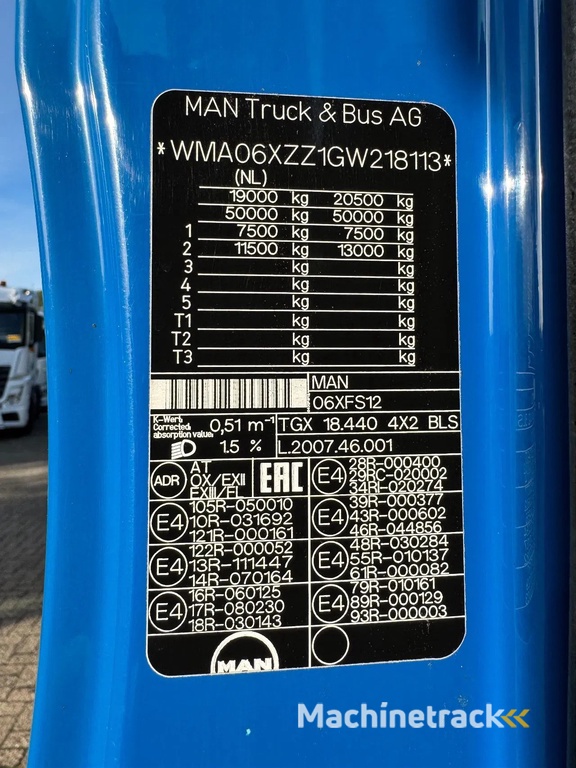 MAN Truck & Bus AG
*WMA06XZZ1GW218113*
(NL)
19000 kg 20500 kg
50000 kg 50000 kg
1 7500 kg 7500 kg
2 11500 kg 13000 kg
3 kg kg
4 kg kg
5 kg kg
T1 kg kg
T2 kg kg
T3 kg kg
MAN
06XFS12
K-Wert, Corrected absorption value: 0,51 m⁻¹
TGX 18.440 4X2 BLS
1.5 %
L.2007.46.001
ADR
AT
OX/EXII
EXIII/FL
EAC
E4
28R-000400
30RC-020002
34RI-020274
E4
105R-050010
10R-031692
121R-000161
E4
39R-000377
43R-000602
46R-044856
E4
122R-000052
13R-111447
14R-070164
E4
48R-030284
55R-010137
61R-000082
E4
16R-060125
17R-080230
18R-030143
E4
79R-010161
89R-000129
93R-000003
MAN
Machinetrack